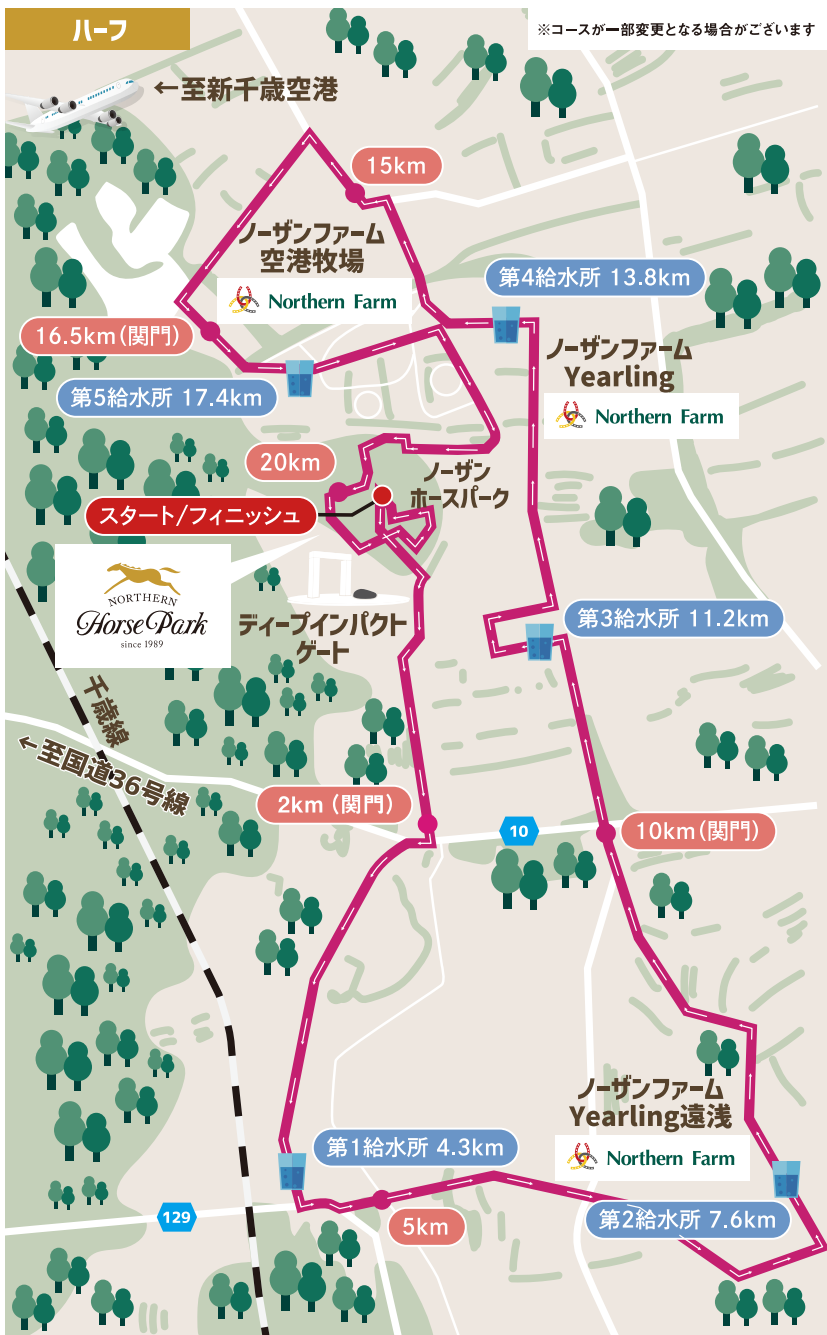 ハーフ
※コースが一部変更となる場合がございます
←至新千歳空港
15km
ノーザンファーム
空港牧場
Northern Farm
第4給水所 13.8km
16.5km(関門)
ノーザンファーム
Yearling
Northern Farm
第5給水所 17.4km
20km
ノーザン
ホースパーク
スタート/フィニッシュ
NORTHERN
Horse Park
since 1989
ディープインパクト
ゲート
第3給水所 11.2km
千歳線
←至国道36号線
2km(関門)
10
10km(関門)
ノーザンファーム
Yearling遠浅
Northern Farm
第1給水所 4.3km
第2給水所 7.6km
129
5km